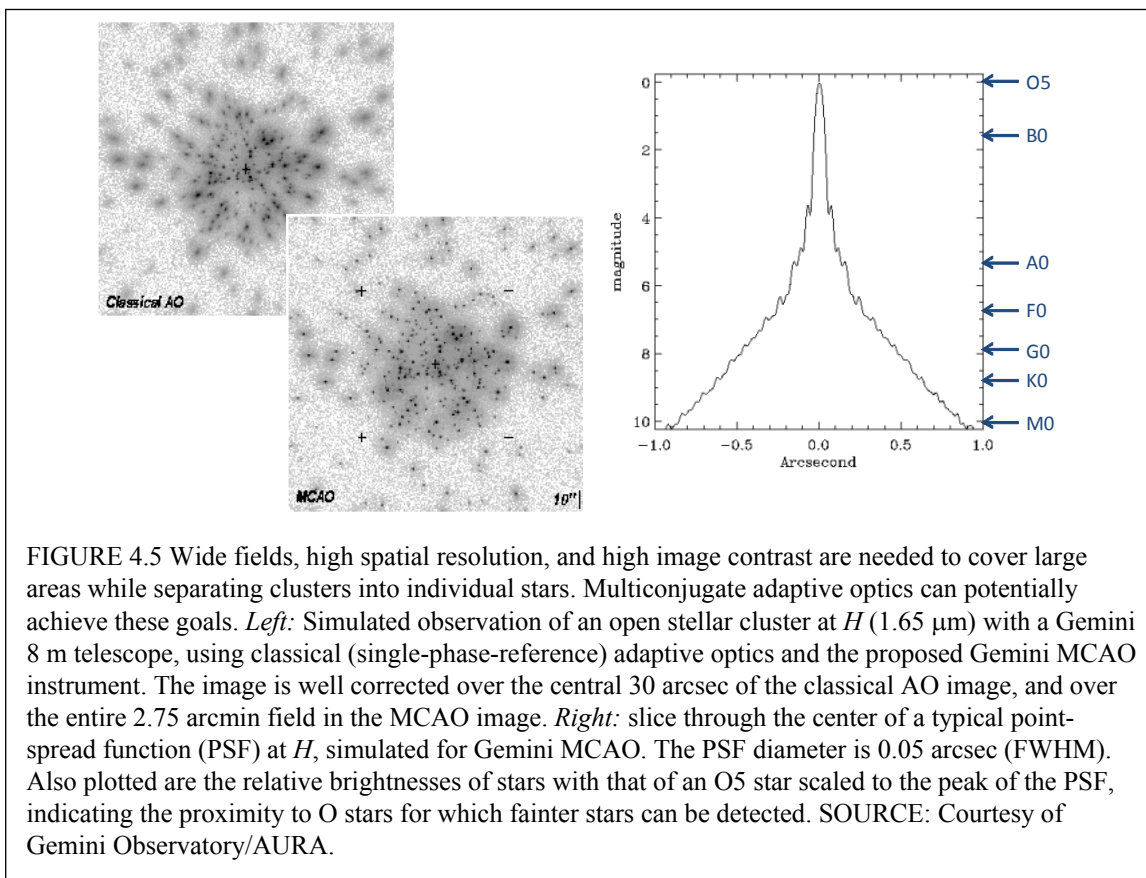 Classical AO
MCAO
10"
magnitude
0
2
4
6
8
10
-1.0
-0.5
0.0
0.5
1.0
Arcsecond
O5
B0
A0
F0
G0
K0
M0
FIGURE 4.5 Wide fields, high spatial resolution, and high image contrast are needed to cover large
areas while separating clusters into individual stars. Multiconjugate adaptive optics can potentially
achieve these goals. Left: Simulated observation of an open stellar cluster at H (1.65 μm) with a Gemini
8 m telescope, using classical (single-phase-reference) adaptive optics and the proposed Gemini MCAO
instrument. The image is well corrected over the central 30 arcsec of the classical AO image, and over
the entire 2.75 arcmin field in the MCAO image. Right: slice through the center of a typical point-
spread function (PSF) at H, simulated for Gemini MCAO. The PSF diameter is 0.05 arcsec (FWHM).
Also plotted are the relative brightnesses of stars with that of an O5 star scaled to the peak of the PSF,
indicating the proximity to O stars for which fainter stars can be detected. SOURCE: Courtesy of
Gemini Observatory/AURA.